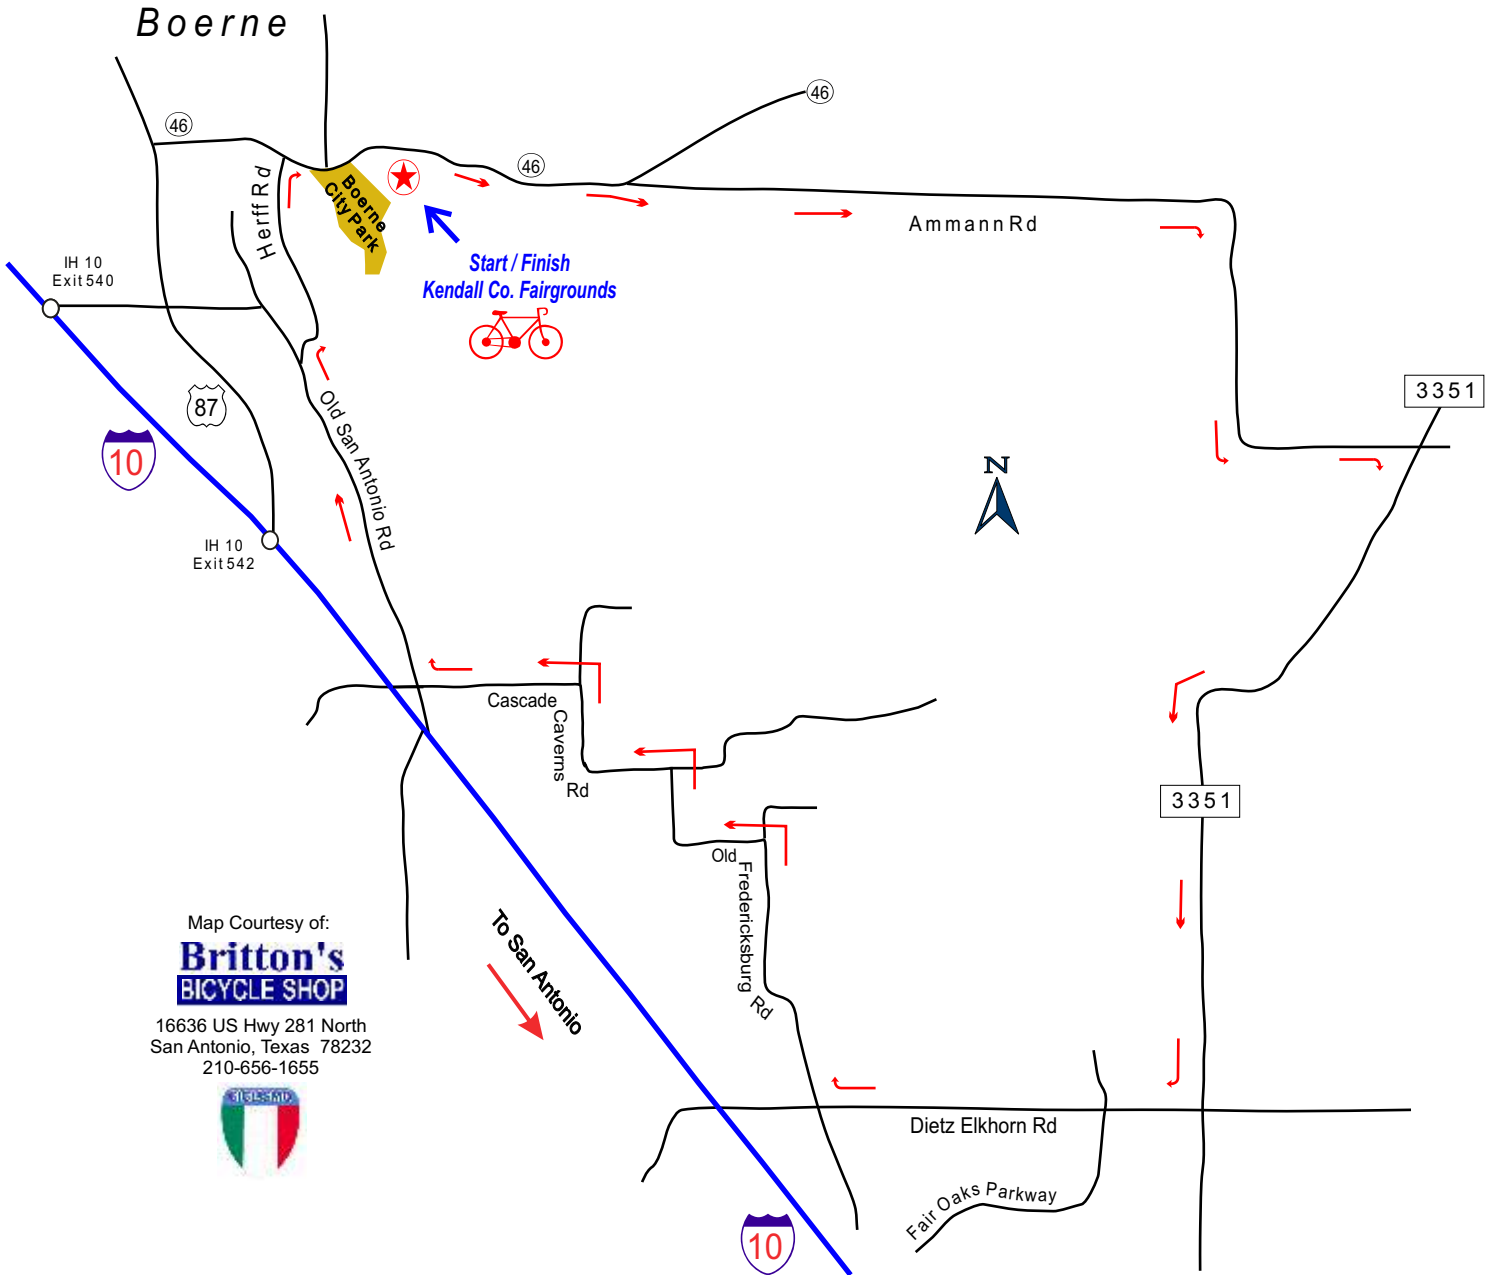 Boerne
46
46
46
Herff Rd
Boerne
City Park
Ammann Rd
Start / Finish
Kendall Co. Fairgrounds
IH 10
Exit 540
87
10
Old San Antonio Rd
3351
N
IH 10
Exit 542
Cascade
Caverns
Rd
3351
Old
Fredericksburg
Rd
To San Antonio
Map Courtesy of:
Britton's
BICYCLE SHOP
16636 US Hwy 281 North
San Antonio, Texas 78232
210-656-1655
Dietz Elkhorn Rd
Fair Oaks Parkway
10